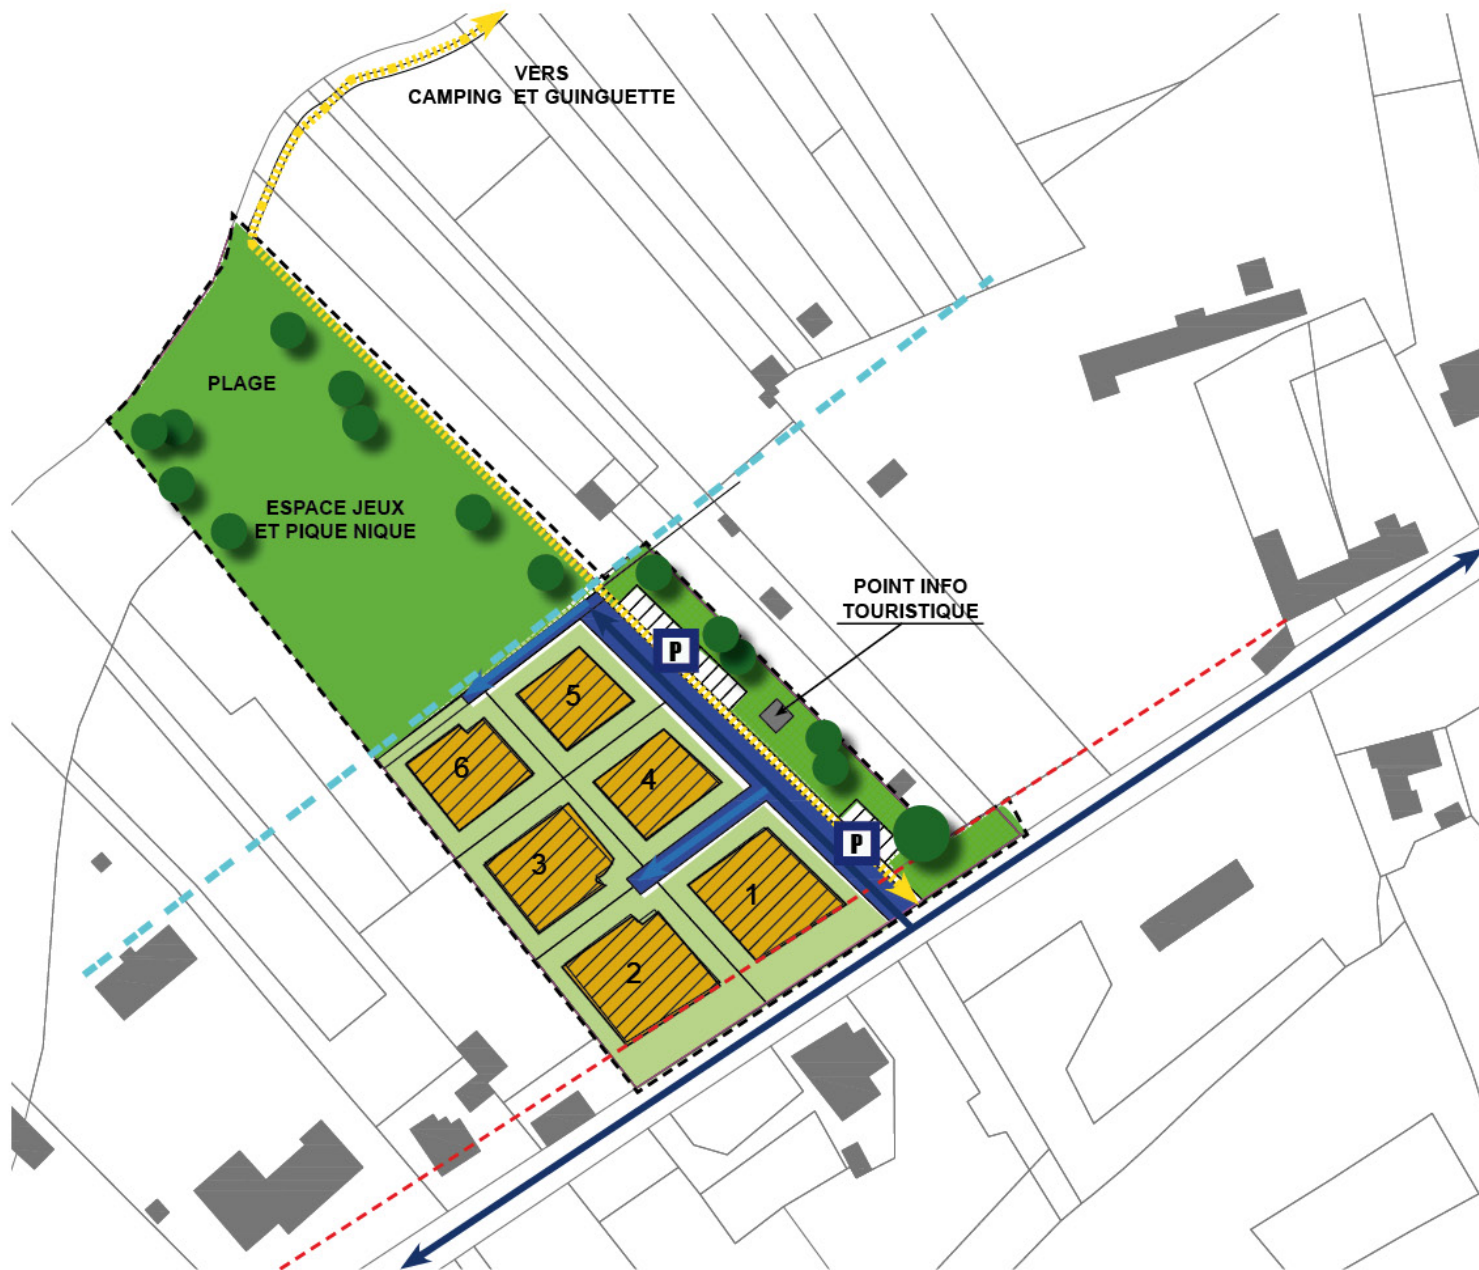 VERS
CAMPING ET GUINGUETTE
PLAGE
ESPACE JEUX
ET PIQUE NIQUE
POINT INFO
TOURISTIQUE
P
5
6
4
P
3
1
2